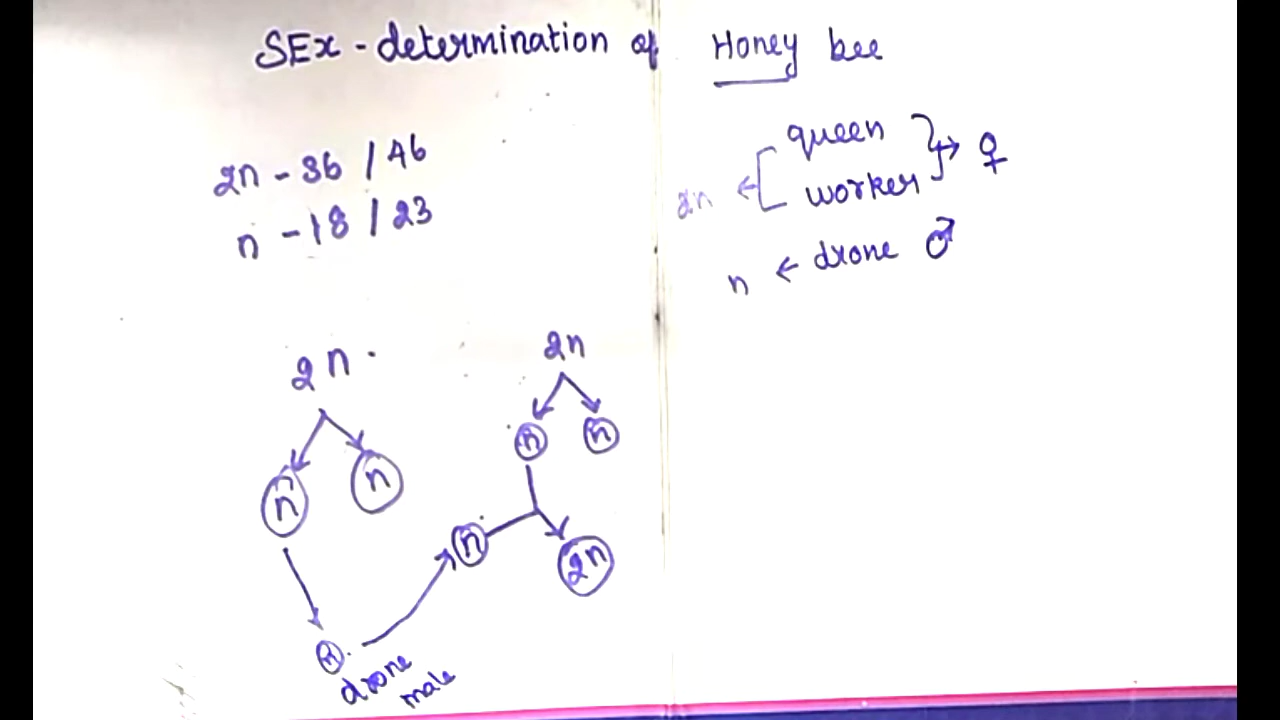 SEx - determination of Honey bee
2n - 36 / 46
n - 18 / 23
queen
worker
2n ← → ♀
n ← drone ♂
2n
2n
n n
n n
n
2n
n
drone
male